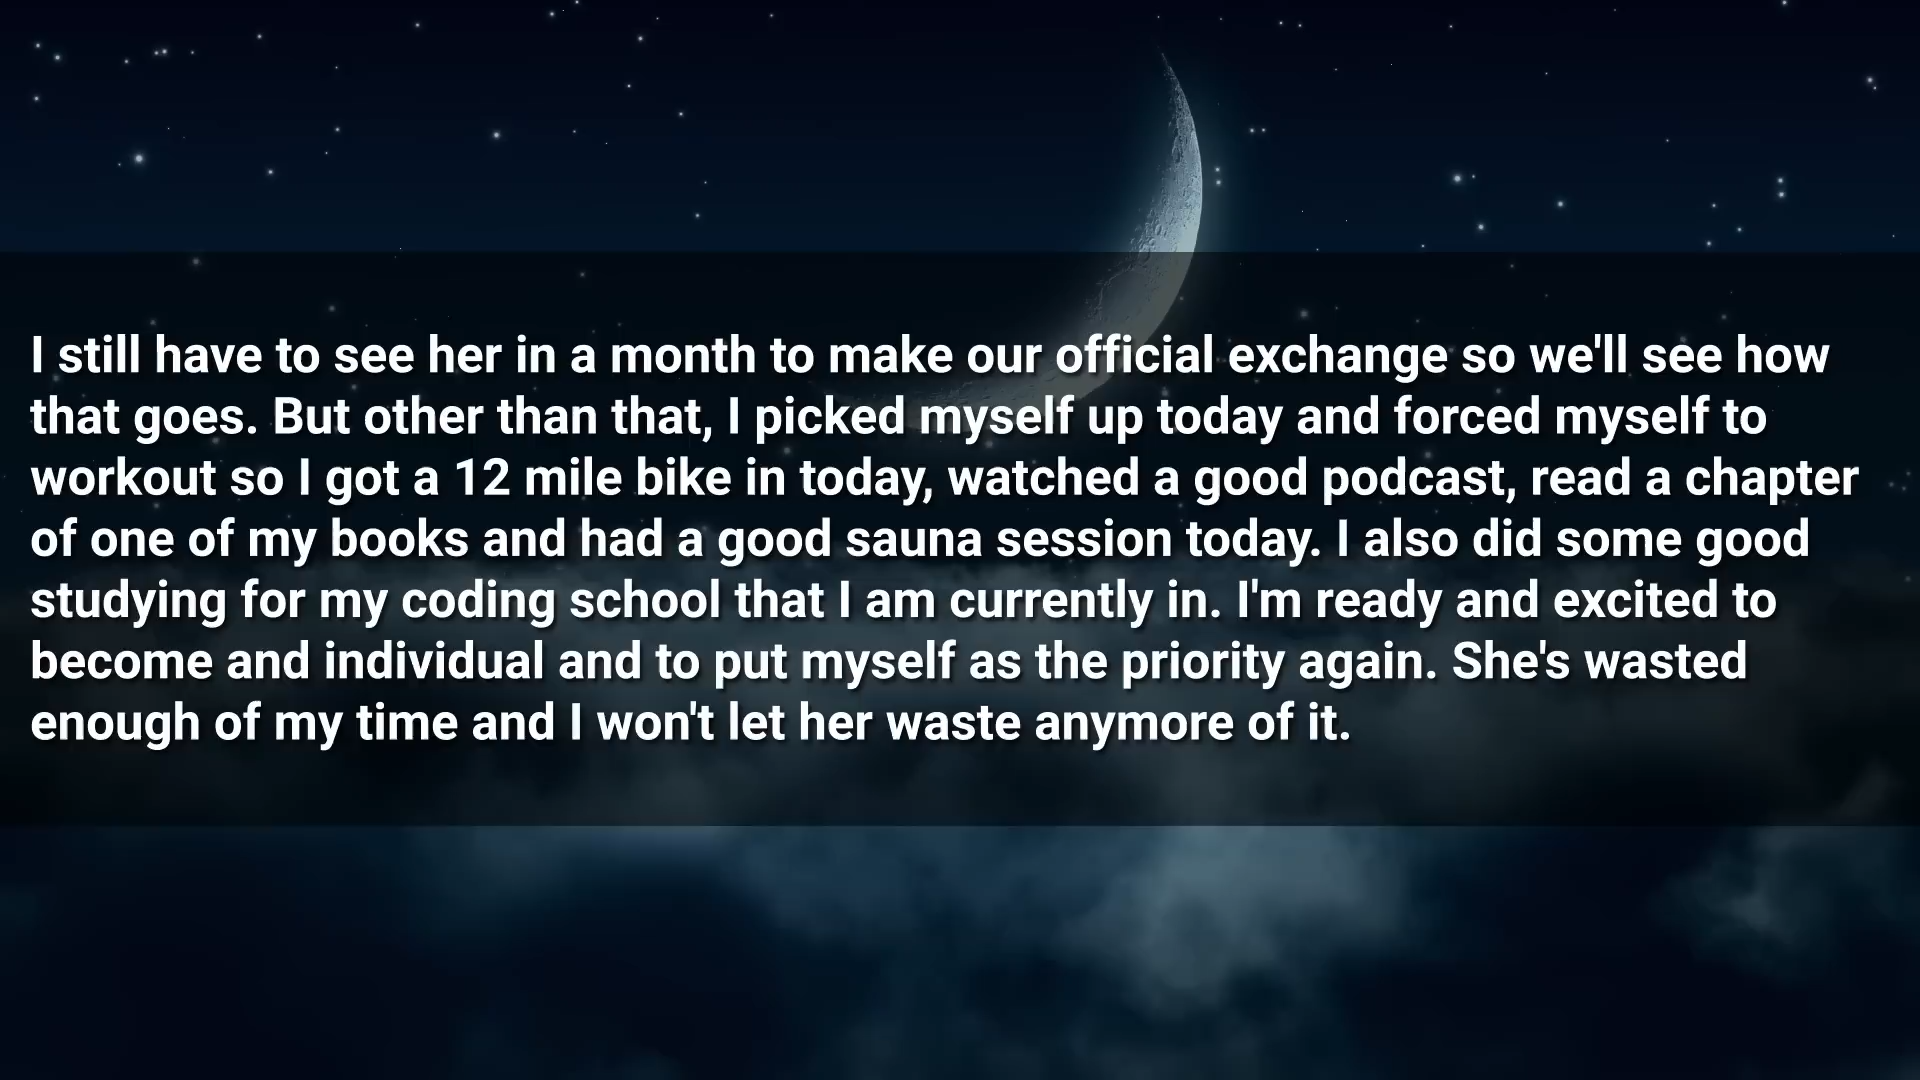 I still have to see her in a month to make our official exchange so we'll see how
that goes. But other than that, I picked myself up today and forced myself to
workout so I got a 12 mile bike in today, watched a good podcast, read a chapter
of one of my books and had a good sauna session today. I also did some good
studying for my coding school that I am currently in. I'm ready and excited to
become and individual and to put myself as the priority again. She's wasted
enough of my time and I won't let her waste anymore of it.